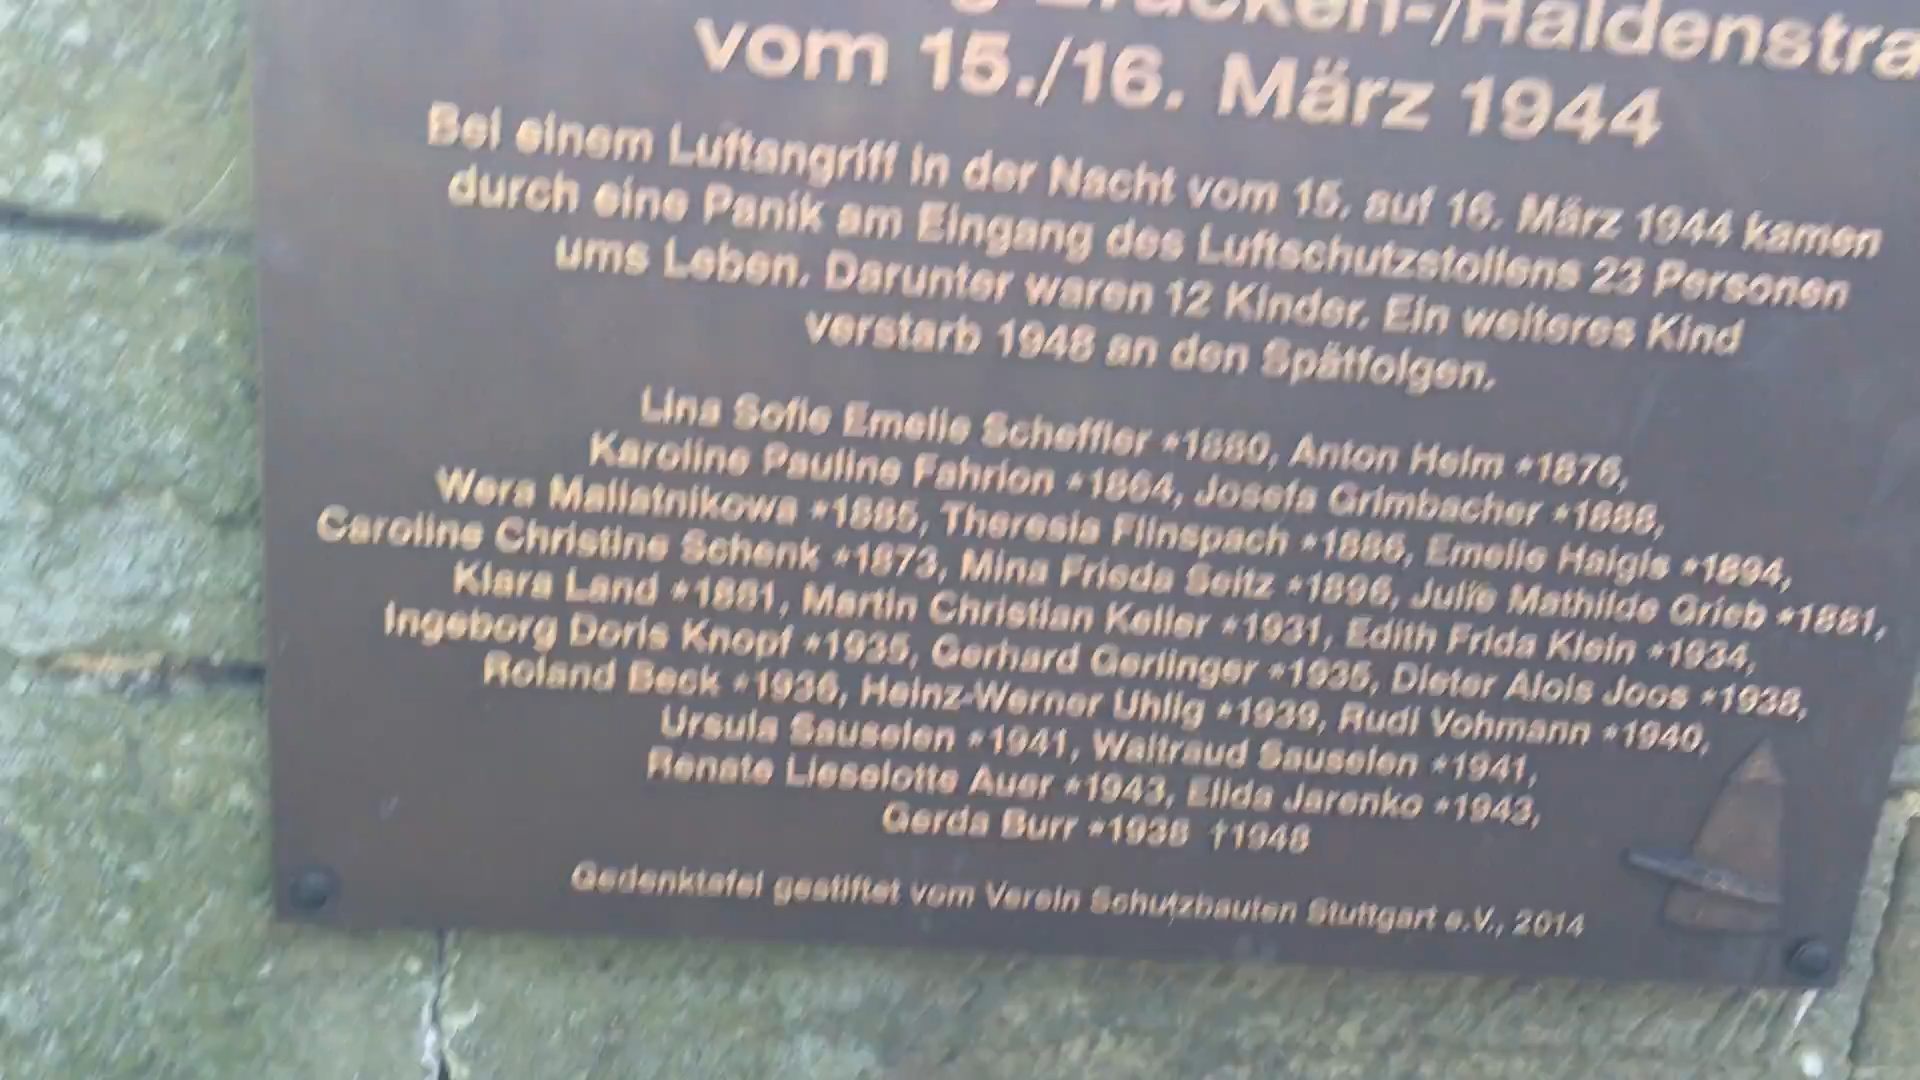 Brücken-/Haldenstra
vom 15./16. März 1944
Bei einem Luftangriff in der Nacht vom 15. auf 16. März 1944 kamen
durch eine Panik am Eingang des Luftschutzstollens 23 Personen
ums Leben. Darunter waren 12 Kinder. Ein weiteres Kind
verstarb 1948 an den Spätfolgen.
Lina Sofie Emelie Scheffler *1880, Anton Helm *1876,
Karoline Pauline Fahrion *1864, Josefa Grimbacher *1888,
Wera Maliatnikowa *1885, Theresia Flinspach *1886, Emelie Haigis *1894,
Caroline Christine Schenk *1873, Mina Frieda Seitz *1896, Julie Mathilde Grieb *1881,
Klara Land *1881, Martin Christian Keller *1931, Edith Frida Klein *1934,
Ingeborg Doris Knopf *1935, Gerhard Gerlinger *1935, Dieter Alois Joos *1938,
Roland Beck *1936, Heinz-Werner Uhlig *1939, Rudi Vohmann *1940,
Ursula Sauselen *1941, Waltraud Sauselen *1941,
Renate Lieselotte Auer *1943, Elida Jarenko *1943,
Gerda Burr *1938 †1948
Gedenktafel gestiftet vom Verein Schutzbauten Stuttgart e.V., 2014